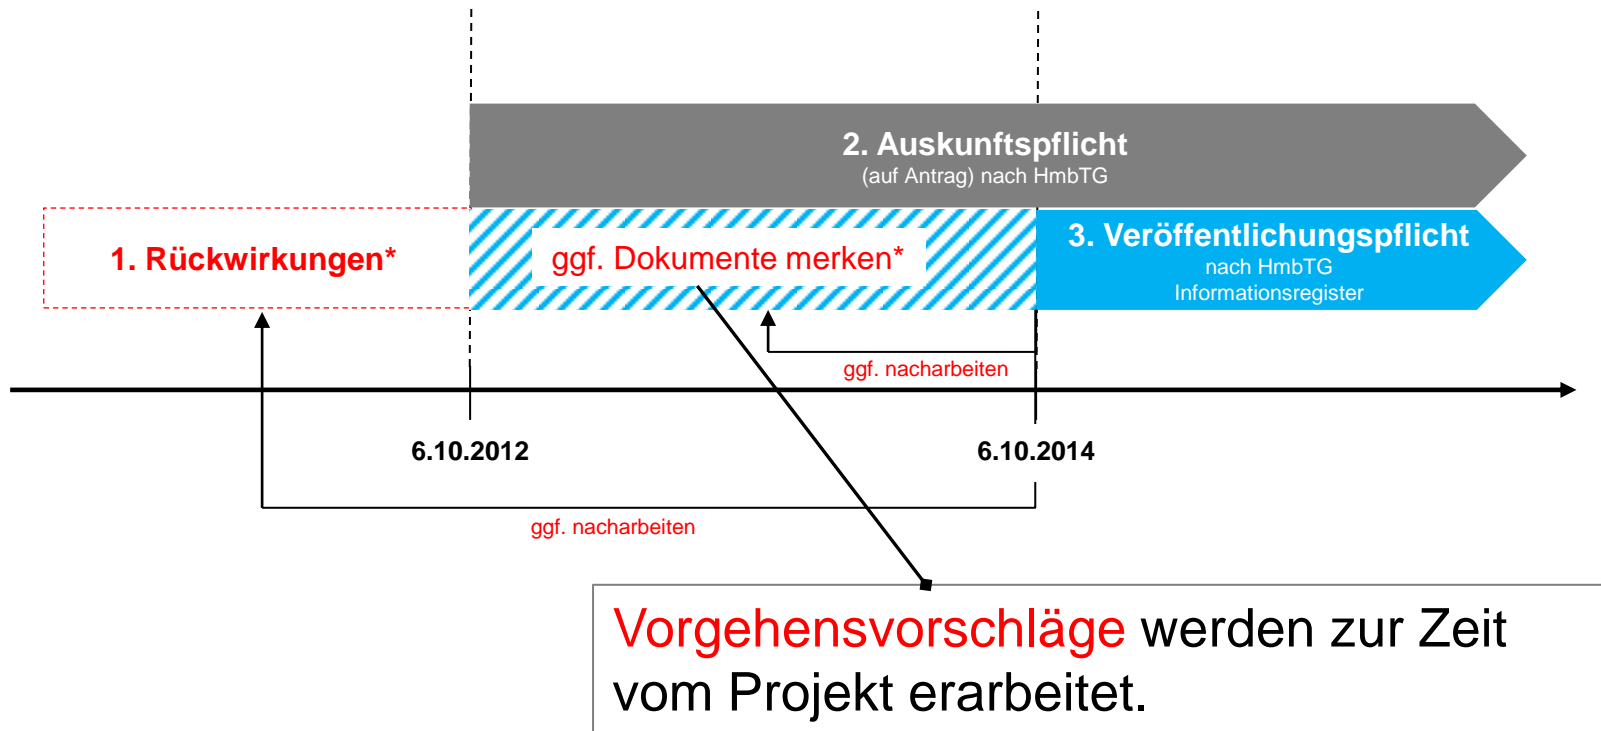 2. Auskunftspflicht
(auf Antrag) nach HmbTG
1. Rückwirkungen*
ggf. Dokumente merken*
3. Veröffentlichungspflicht
nach HmbTG
Informationsregister
ggf. nacharbeiten
6.10.2012
6.10.2014
ggf. nacharbeiten
Vorgehensvorschläge werden zur Zeit
vom Projekt erarbeitet.